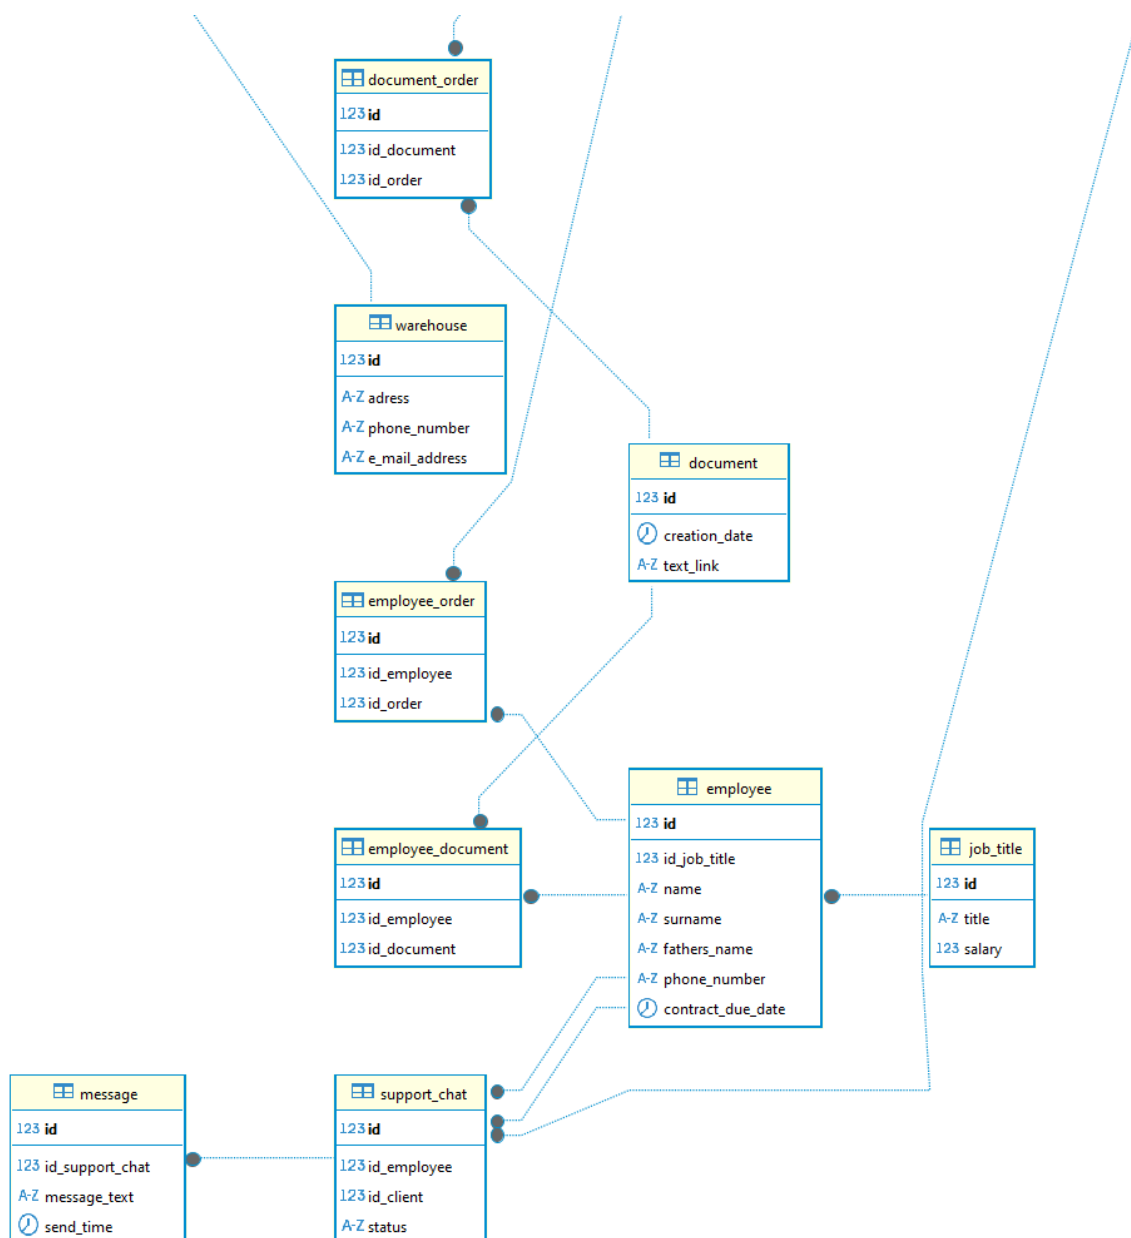 document_order
123 id
123 id_document
123 id_order
warehouse
123 id
A-Z adress
A-Z phone_number
A-Z e_mail_address
document
123 id
creation_date
A-Z text_link
employee_order
123 id
123 id_employee
123 id_order
employee
123 id
123 id_job_title
A-Z name
A-Z surname
A-Z fathers_name
A-Z phone_number
contract_due_date
employee_document
123 id
123 id_employee
123 id_document
job_title
123 id
A-Z title
123 salary
message
123 id
123 id_support_chat
A-Z message_text
send_time
support_chat
123 id
123 id_employee
123 id_client
A-Z status